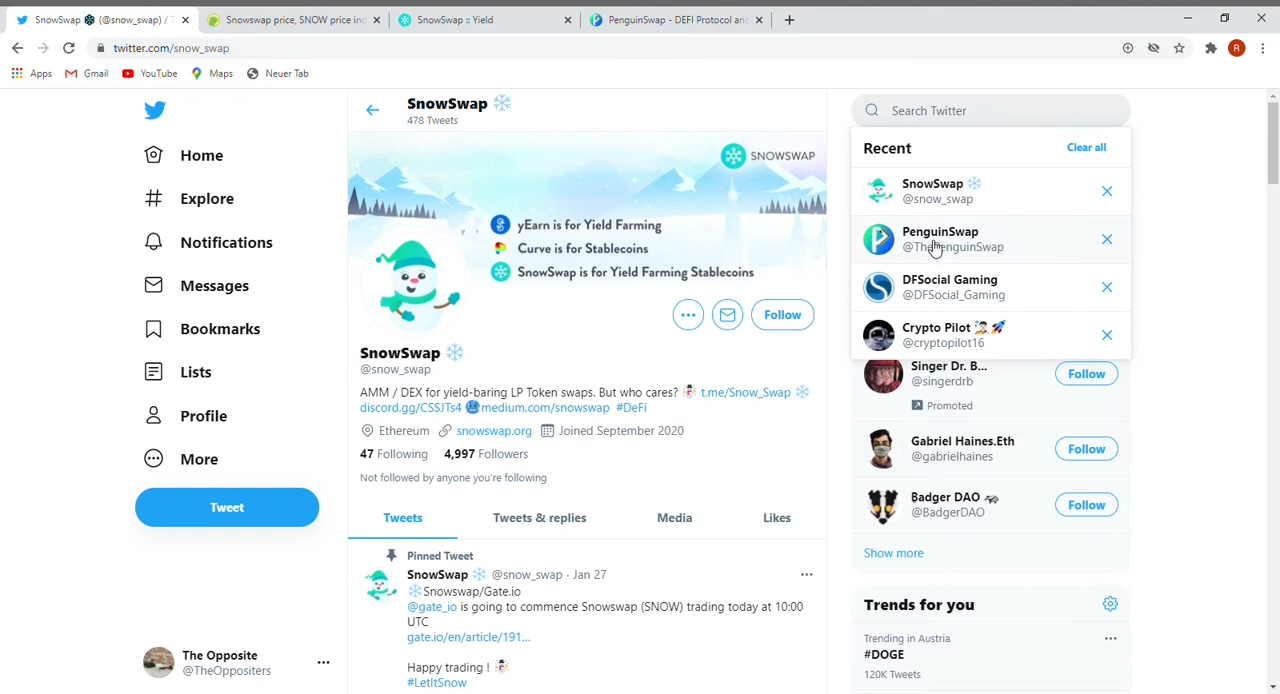 SnowSwap (@snow_swap) / T
Snowswap price, SNOW price in
SnowSwap :: Yield
PenguinSwap - DEFI Protocol an
twitter.com/snow_swap
R
Apps
Gmail
YouTube
Maps
Neuer Tab
SnowSwap
478 Tweets
Search Twitter
Home
Explore
Notifications
Messages
Bookmarks
Lists
Profile
More
Tweet
SNOWSWAP
yEarn is for Yield Farming
Curve is for Stablecoins
SnowSwap is for Yield Farming Stablecoins
Follow
SnowSwap
@snow_swap
AMM / DEX for yield-baring LP Token swaps. But who cares? t.me/Snow_Swap
discord.gg/CSSJTs4 medium.com/snowswap #DeFi
Ethereum snowswap.org Joined September 2020
47 Following 4,997 Followers
Not followed by anyone you're following
Tweets Tweets & replies Media Likes
Pinned Tweet
SnowSwap @snow_swap · Jan 27
Snowswap/Gate.io
@gate_io is going to commence Snowswap (SNOW) trading today at 10:00
UTC
gate.io/en/article/191...
Happy trading !
#LetItSnow
Recent
Clear all
SnowSwap
@snow_swap
PenguinSwap
@ThePenguinSwap
DFSocial Gaming
@DFSocial_Gaming
Crypto Pilot
@cryptopilot16
Singer Dr. B...
@singerdrb
Follow
Promoted
Gabriel Haines.Eth
@gabrielhaines
Follow
Badger DAO
@BadgerDAO
Follow
Show more
Trends for you
Trending in Austria
#DOGE
120K Tweets
The Opposite
@TheOppositers